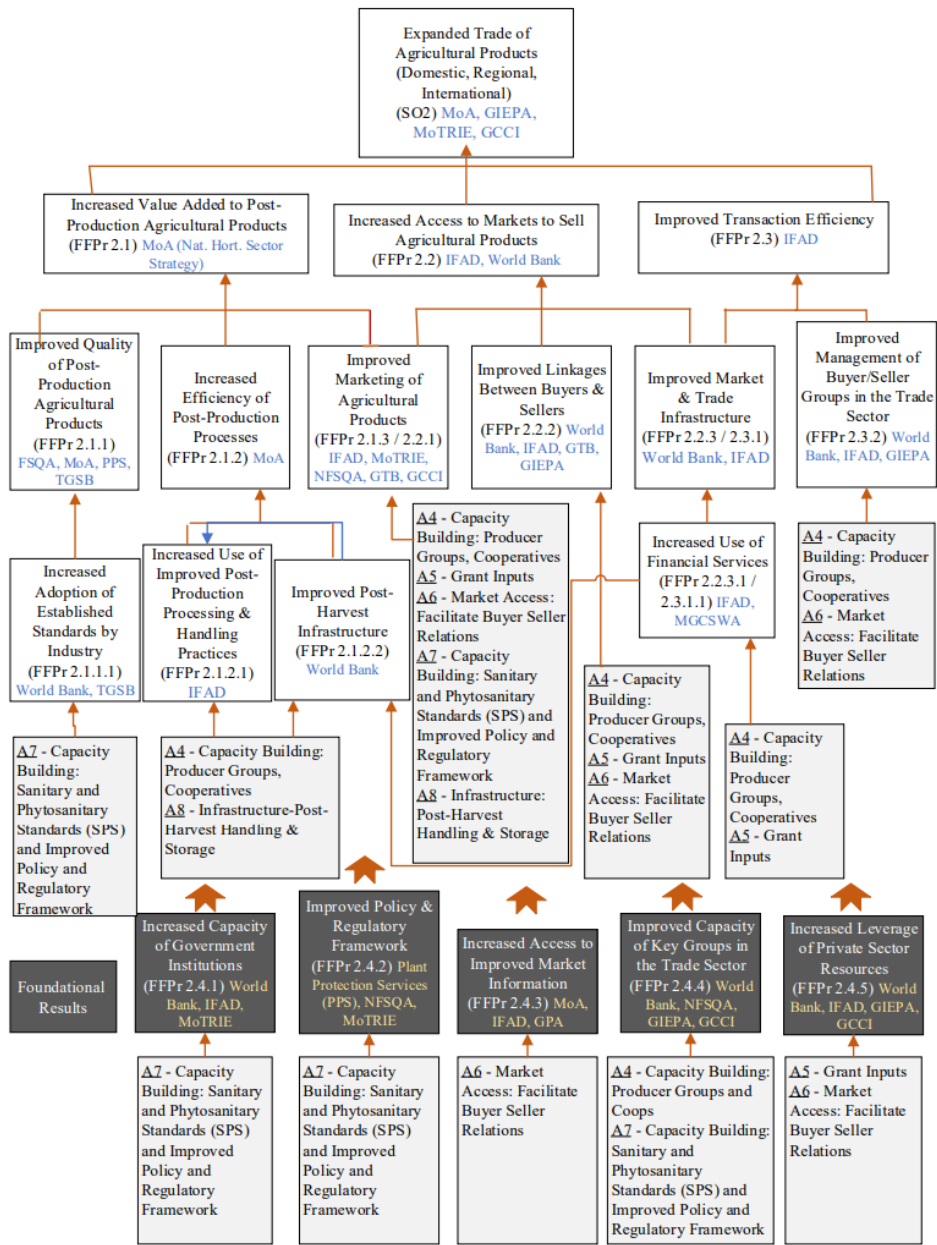 Expanded Trade of
Agricultural Products
(Domestic, Regional,
International)
(SO2) MoA, GIEPA,
MoTRIE, GCCI
Increased Value Added to Post-
Production Agricultural Products
(FFPr 2.1) MoA (Nat. Hort. Sector
Strategy)
Increased Access to Markets to Sell
Agricultural Products
(FFPr 2.2) IFAD, World Bank
Improved Transaction Efficiency
(FFPr 2.3) IFAD
Improved Quality
of Post-
Production
Agricultural
Products
(FFPr 2.1.1)
FSQA, MoA, PPS,
TGSB
Increased
Efficiency of
Post-Production
Processes
(FFPr 2.1.2) MoA
Improved
Marketing of
Agricultural
Products
(FFPr 2.1.3 / 2.2.1)
IFAD, MoTRIE,
NFSQA, GTB, GCCI
Improved Linkages
Between Buyers &
Sellers
(FFPr 2.2.2) World
Bank, IFAD, GTB,
GIEPA
Improved Market
& Trade
Infrastructure
(FFPr 2.2.3 / 2.3.1)
World Bank, IFAD
Improved
Management of
Buyer/Seller
Groups in the Trade
Sector
(FFPr 2.3.2) World
Bank, IFAD, GIEPA
Increased
Adoption of
Established
Standards by
Industry
(FFPr 2.1.1.1)
World Bank, TGSB
Increased Use of
Improved Post-
Production
Processing &
Handling
Practices
(FFPr 2.1.2.1)
IFAD
Improved Post-
Harvest
Infrastructure
(FFPr 2.1.2.2)
World Bank
A4 - Capacity
Building: Producer
Groups, Cooperatives
A5 - Grant Inputs
A6 - Market Access:
Facilitate Buyer Seller
Relations
A7 - Capacity
Building: Sanitary and
Phytosanitary
Standards (SPS) and
Improved Policy and
Regulatory
Framework
A8 - Infrastructure:
Post-Harvest
Handling & Storage
Increased Use of
Financial Services
(FFPr 2.2.3.1 /
2.3.1.1) IFAD,
MGCSWA
A4 - Capacity
Building: Producer
Groups,
Cooperatives
A6 - Market
Access: Facilitate
Buyer Seller
Relations
A7 - Capacity
Building:
Sanitary and
Phytosanitary
Standards (SPS)
and Improved
Policy and
Regulatory
Framework
A4 - Capacity Building:
Producer Groups,
Cooperatives
A8 - Infrastructure-Post-
Harvest Handling &
Storage
A4 - Capacity
Building:
Producer Groups,
Cooperatives
A5 - Grant Inputs
A6 - Market
Access: Facilitate
Buyer Seller
Relations
A4 - Capacity
Building:
Producer
Groups,
Cooperatives
A5 - Grant
Inputs
Foundational
Results
Increased Capacity
of Government
Institutions
(FFPr 2.4.1) World
Bank, IFAD,
MoTRIE
Improved Policy &
Regulatory
Framework
(FFPr 2.4.2) Plant
Protection Services
(PPS), NFSQA,
MoTRIE
Increased Access to
Improved Market
Information
(FFPr 2.4.3) MoA,
IFAD, GPA
Improved Capacity
of Key Groups in
the Trade Sector
(FFPr 2.4.4) World
Bank, NFSQA,
GIEPA, GCCI
Increased Leverage
of Private Sector
Resources
(FFPr 2.4.5) World
Bank, IFAD, GIEPA,
GCCI
A7 - Capacity
Building: Sanitary
and Phytosanitary
Standards (SPS)
and Improved
Policy and
Regulatory
Framework
A7 - Capacity
Building: Sanitary
and Phytosanitary
Standards (SPS)
and Improved
Policy and
Regulatory
Framework
A6 - Market
Access: Facilitate
Buyer Seller
Relations
A4 - Capacity Building:
Producer Groups and
Coops
A7 - Capacity Building:
Sanitary and
Phytosanitary
Standards (SPS) and
Improved Policy and
Regulatory Framework
A5 - Grant Inputs
A6 - Market
Access: Facilitate
Buyer Seller
Relations